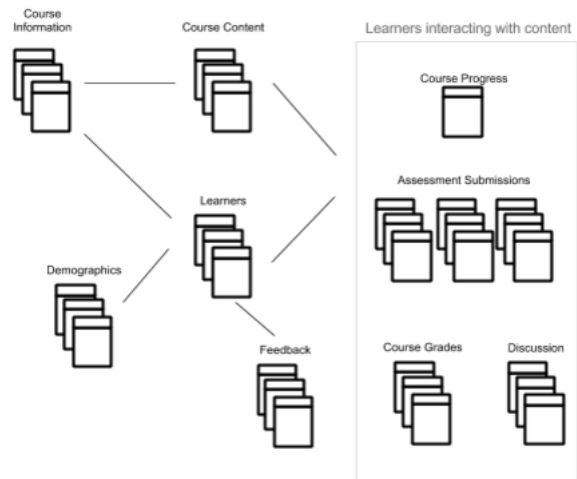 Course
Information
Course Content
Learners interacting with content
Course Progress
Assessment Submissions
Learners
Demographics
Feedback
Course Grades
Discussion